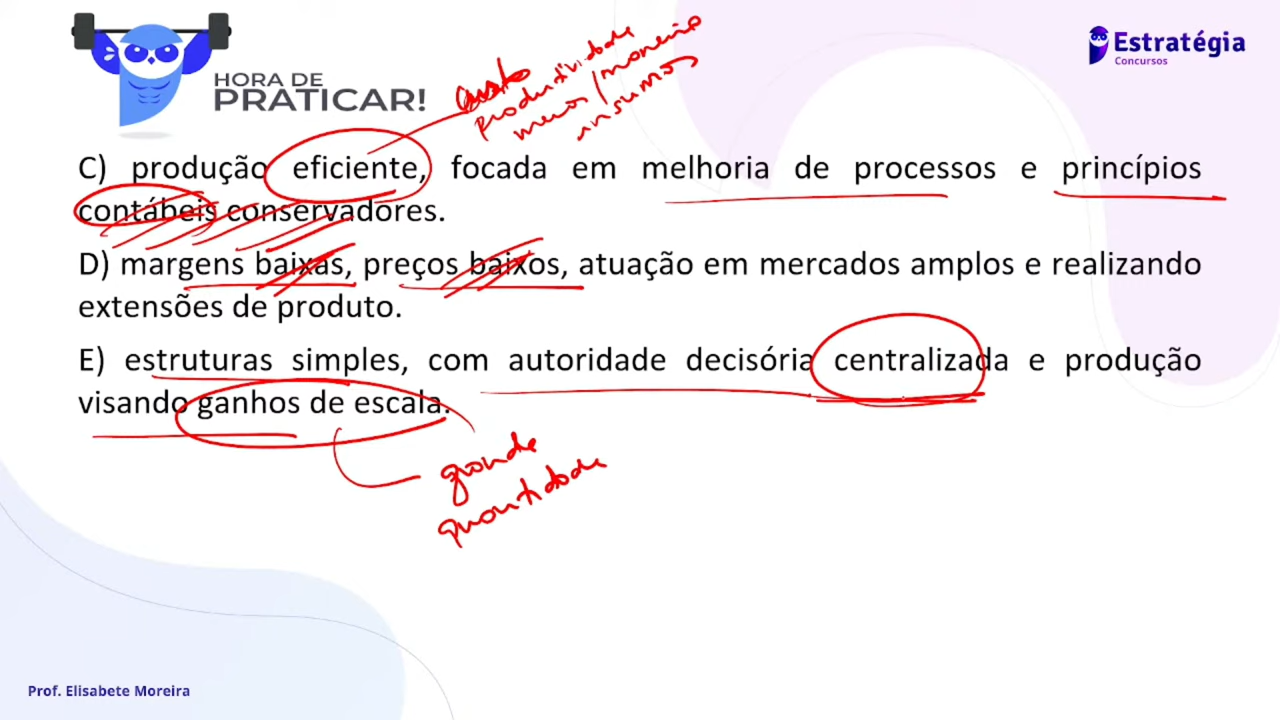 Estratégia
Concursos
HORA DE
PRATICAR!
custo
produtividade
menos / maneira
insumos
C) produção eficiente, focada em melhoria de processos e princípios
contábeis conservadores.
D) margens baixas, preços baixos, atuação em mercados amplos e realizando
extensões de produto.
E) estruturas simples, com autoridade decisória centralizada e produção
visando ganhos de escala.
grande
quantidade
Prof. Elisabete Moreira